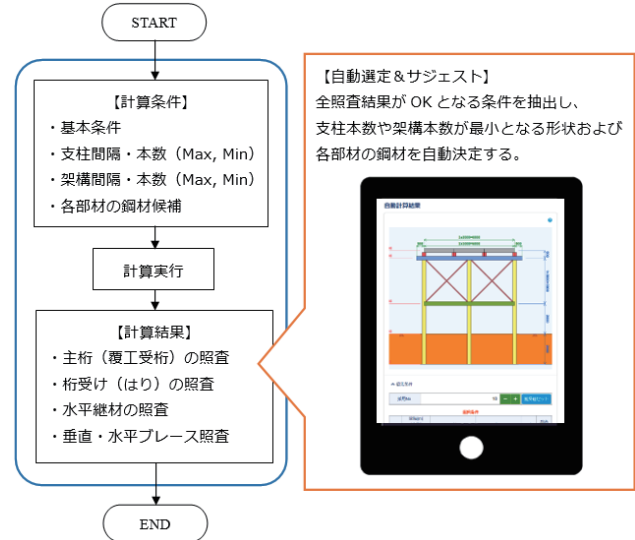 START
【計算条件】
・基本条件
・支柱間隔・本数（Max, Min）
・架構間隔・本数（Max, Min）
・各部材の鋼材候補
計算実行
【計算結果】
・主桁（覆工受桁）の照査
・桁受け（はり）の照査
・水平継材の照査
・垂直・水平ブレース照査
END
【自動選定＆サジェスト】
全照査結果が OK となる条件を抽出し、
支柱本数や架構本数が最小となる形状および
各部材の鋼材を自動決定する。
自動計算結果